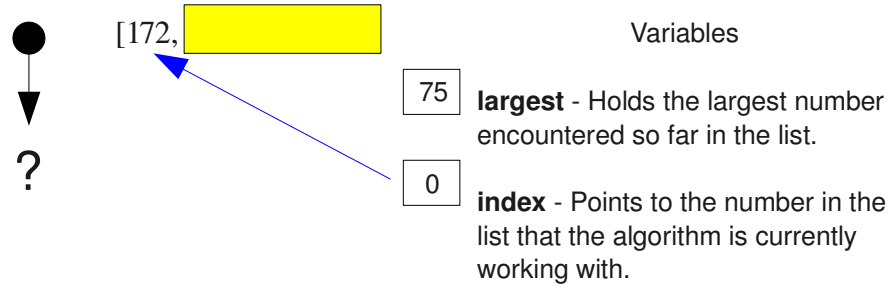 [172,
Variables
75
largest - Holds the largest number
encountered so far in the list.
?
0
index - Points to the number in the
list that the algorithm is currently
working with.